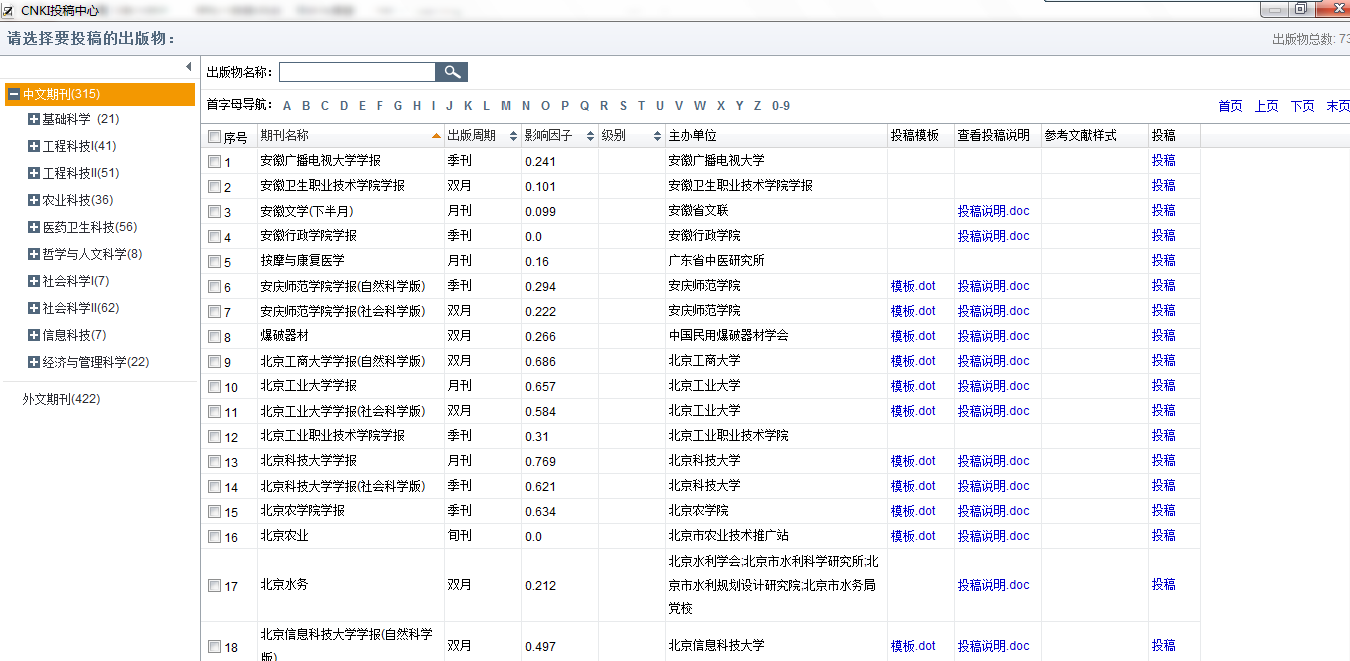 CNKI投稿中心
请选择要投稿的出版物：
出版物总数: 73
中文期刊(315)
基础科学 (21)
工程科技I(41)
工程科技II(51)
农业科技(36)
医药卫生科技(56)
哲学与人文科学(8)
社会科学I(7)
社会科学II(62)
信息科技(7)
经济与管理科学(22)
外文期刊(422)
出版物名称:
首字母导航: A B C D E F G H I J K L M N O P Q R S T U V W X Y Z 0-9
首页 上页 下页 末页
序号 期刊名称 出版周期 影响因子 级别 主办单位 投稿模板 查看投稿说明 参考文献样式 投稿
1 安徽广播电视大学学报 季刊 0.241 安徽广播电视大学 投稿
2 安徽卫生职业技术学院学报 双月 0.101 安徽卫生职业技术学院学报 投稿
3 安徽文学(下半月) 月刊 0.099 安徽省文联 投稿说明.doc 投稿
4 安徽行政学院学报 季刊 0.0 安徽行政学院 投稿说明.doc 投稿
5 按摩与康复医学 月刊 0.16 广东省中医研究所 投稿
6 安庆师范学院学报(自然科学版) 季刊 0.294 安庆师范学院 模板.dot 投稿说明.doc 投稿
7 安庆师范学院学报(社会科学版) 双月 0.222 安庆师范学院 模板.dot 投稿说明.doc 投稿
8 爆破器材 双月 0.266 中国民用爆破器材学会 模板.dot 投稿说明.doc 投稿
9 北京工商大学学报(自然科学版) 双月 0.686 北京工商大学 模板.dot 投稿说明.doc 投稿
10 北京工业大学学报 月刊 0.657 北京工业大学 模板.dot 投稿说明.doc 投稿
11 北京工业大学学报(社会科学版) 双月 0.584 北京工业大学 模板.dot 投稿说明.doc 投稿
12 北京工业职业技术学院学报 季刊 0.31 北京工业职业技术学院 投稿
13 北京科技大学学报 月刊 0.769 北京科技大学 模板.dot 投稿说明.doc 投稿
14 北京科技大学学报(社会科学版) 季刊 0.621 北京科技大学 模板.dot 投稿说明.doc 投稿
15 北京农学院学报 季刊 0.634 北京农学院 模板.dot 投稿说明.doc 投稿
16 北京农业 旬刊 0.0 北京市农业技术推广站 模板.dot 投稿说明.doc 投稿
北京水利学会;北京市水利科学研究所;北
17 北京水务 双月 0.212 京市水利规划设计研究院;北京市水务局 投稿说明.doc 投稿
党校
北京信息科技大学学报(自然科学
18 双月 0.497 北京信息科技大学 模板.dot 投稿说明.doc 投稿
版)